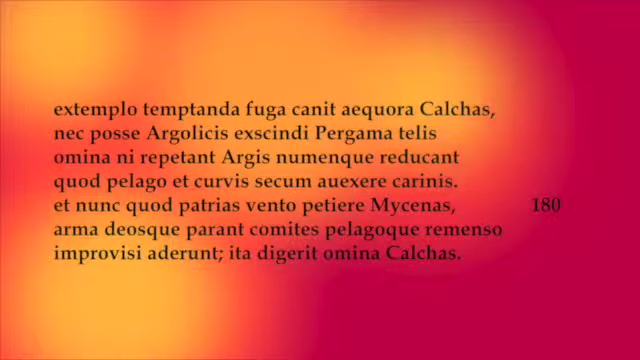 extemplo temptanda fuga canit aequora Calchas,
nec posse Argolicis exscindi Pergama telis
omina ni repetant Argis numenque reducant
quod pelago et curvis secum auexere carinis.
et nunc quod patrias vento petiere Mycenas, 180
arma deosque parant comites pelagoque remenso
improvisi aderunt; ita digerit omina Calchas.